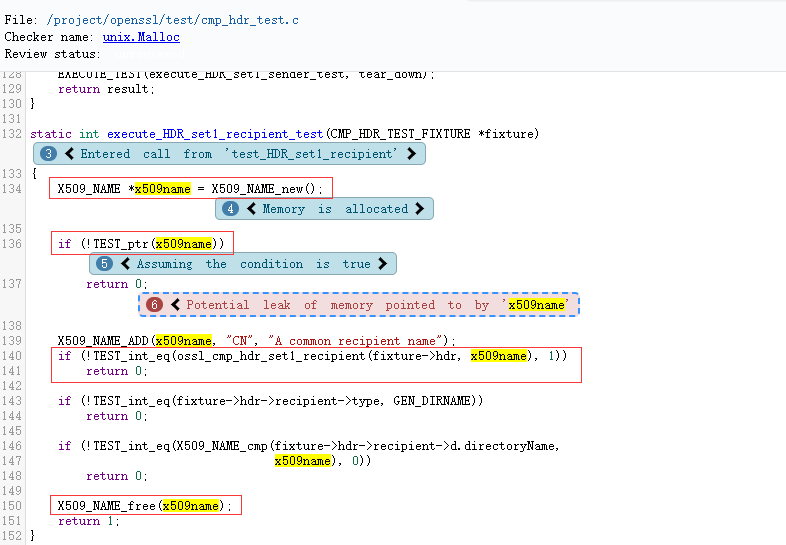 File: /project/openssl/test/cmp_hdr_test.c
Checker name: unix.Malloc
Review status:
128 EXECUTE_TEST(execute_HDR_set1_sender_test, tear_down);
129 return result;
130 }
131
132 static int execute_HDR_set1_recipient_test(CMP_HDR_TEST_FIXTURE *fixture)
3 Entered call from 'test_HDR_set1_recipient'
133 {
134 X509_NAME *x509name = X509_NAME_new();
4 Memory is allocated
135
136 if (!TEST_ptr(x509name))
5 Assuming the condition is true
137 return 0;
6 Potential leak of memory pointed to by 'x509name'
138
139 X509_NAME_ADD(x509name, "CN", "A common recipient name");
140 if (!TEST_int_eq(ossl_cmp_hdr_set1_recipient(fixture->hdr, x509name), 1))
141 return 0;
142
143 if (!TEST_int_eq(fixture->hdr->recipient->type, GEN_DIRNAME))
144 return 0;
145
146 if (!TEST_int_eq(X509_NAME_cmp(fixture->hdr->recipient->d.directoryName,
147 x509name), 0))
148 return 0;
149
150 X509_NAME_free(x509name);
151 return 1;
152 }